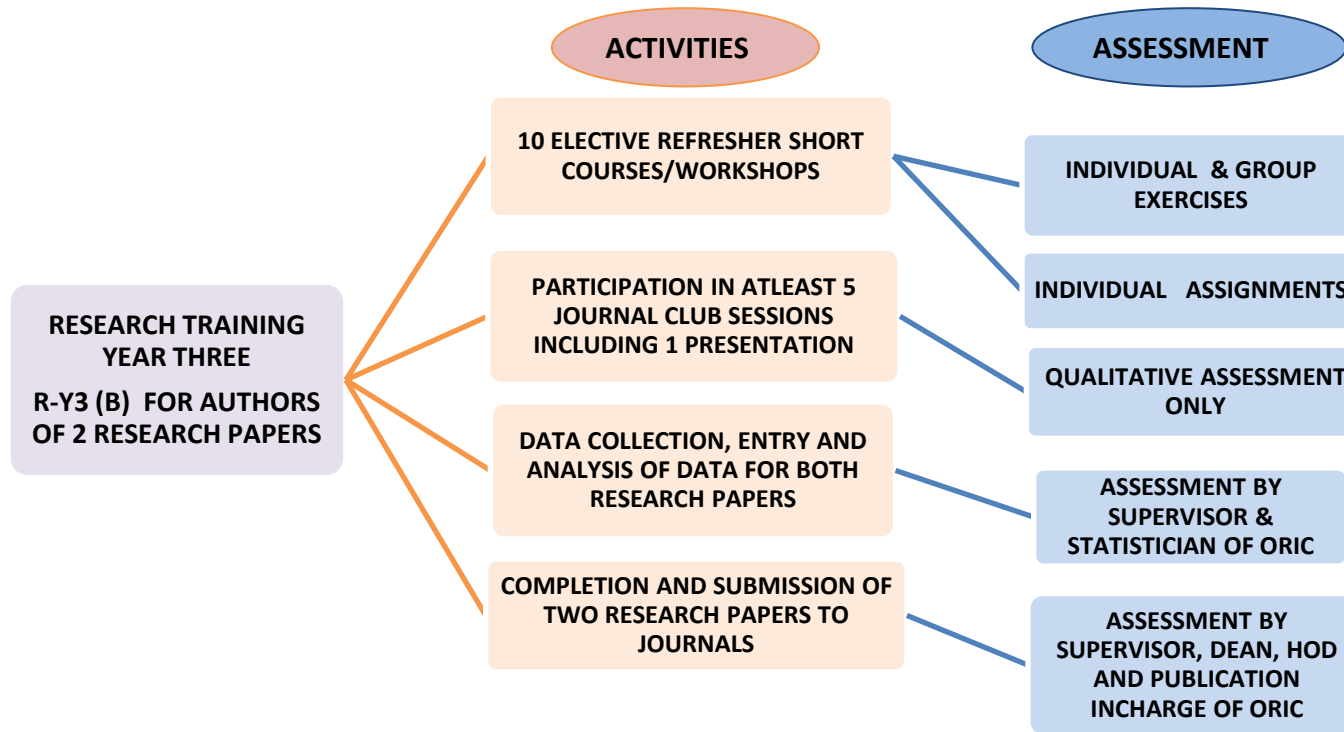 ACTIVITIES
ASSESSMENT
RESEARCH TRAINING
YEAR THREE
R-Y3 (B) FOR AUTHORS
OF 2 RESEARCH PAPERS
10 ELECTIVE REFRESHER SHORT
COURSES/WORKSHOPS
PARTICIPATION IN ATLEAST 5
JOURNAL CLUB SESSIONS
INCLUDING 1 PRESENTATION
DATA COLLECTION, ENTRY AND
ANALYSIS OF DATA FOR BOTH
RESEARCH PAPERS
COMPLETION AND SUBMISSION OF
TWO RESEARCH PAPERS TO
JOURNALS
INDIVIDUAL & GROUP
EXERCISES
INDIVIDUAL ASSIGNMENTS
QUALITATIVE ASSESSMENT
ONLY
ASSESSMENT BY
SUPERVISOR &
STATISTICIAN OF ORIC
ASSESSMENT BY
SUPERVISOR, DEAN, HOD
AND PUBLICATION
INCHARGE OF ORIC